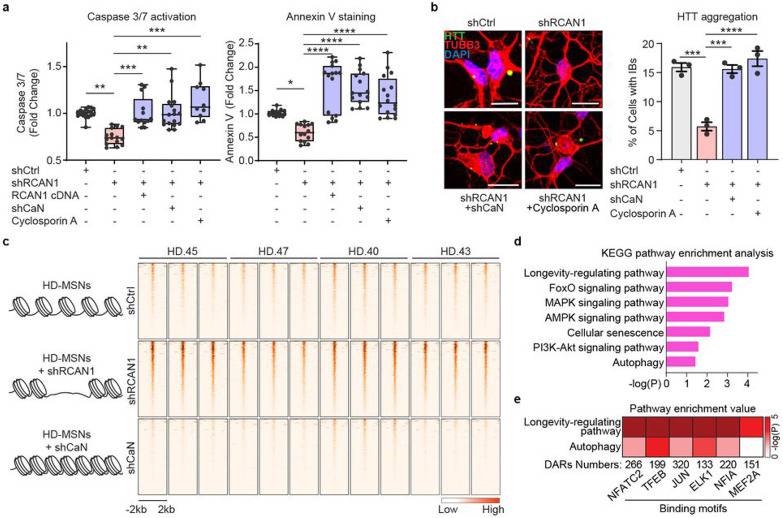 a
Caspase 3/7 activation
Annexin V staining
***
**
***
**
2.0
1.5
1.0
0.5
Caspase 3/7
(Fold Change)
****
****
****
*
2.5
2.0
1.5
1.0
0.5
0.0
Annexin V (Fold Change)
shCtrl + - - - - + - - - -
shRCAN1 - + + + + - + + + +
RCAN1 cDNA - - + - - - - + - -
shCaN - - - + - - - - + -
Cyclosporin A - - - - + - - - - +
b
shCtrl
shRCAN1
HTT
TUBB3
DAPI
shRCAN1
+shCaN
shRCAN1
+Cyclosporin A
HTT aggregation
****
***
***
20
15
10
5
0
% of Cells with IBs
shCtrl + - - -
shRCAN1 - + + +
shCaN - - + -
Cyclosporin A - - - +
c
HD.45
HD.47
HD.40
HD.43
HD-MSNs
shCtrl
HD-MSNs
+ shRCAN1
shRCAN1
HD-MSNs
+ shCaN
shCaN
-2kb 2kb
Low High
d
KEGG pathway enrichment analysis
Longevity-regulating pathway
FoxO signaling pathway
MAPK singaling pathway
AMPK signaling pathway
Cellular senescence
PI3K-Akt signaling pathway
Autophagy
-log(P) 0 1 2 3 4
e
Pathway enrichment value
Longevity-regulating
pathway
Autophagy
5
0
-log(P)
DARs Numbers: 266 199 320 133 220 151
NFATC2
TFEB
JUN
ELK1
NFIA
MEF2A
Binding motifs